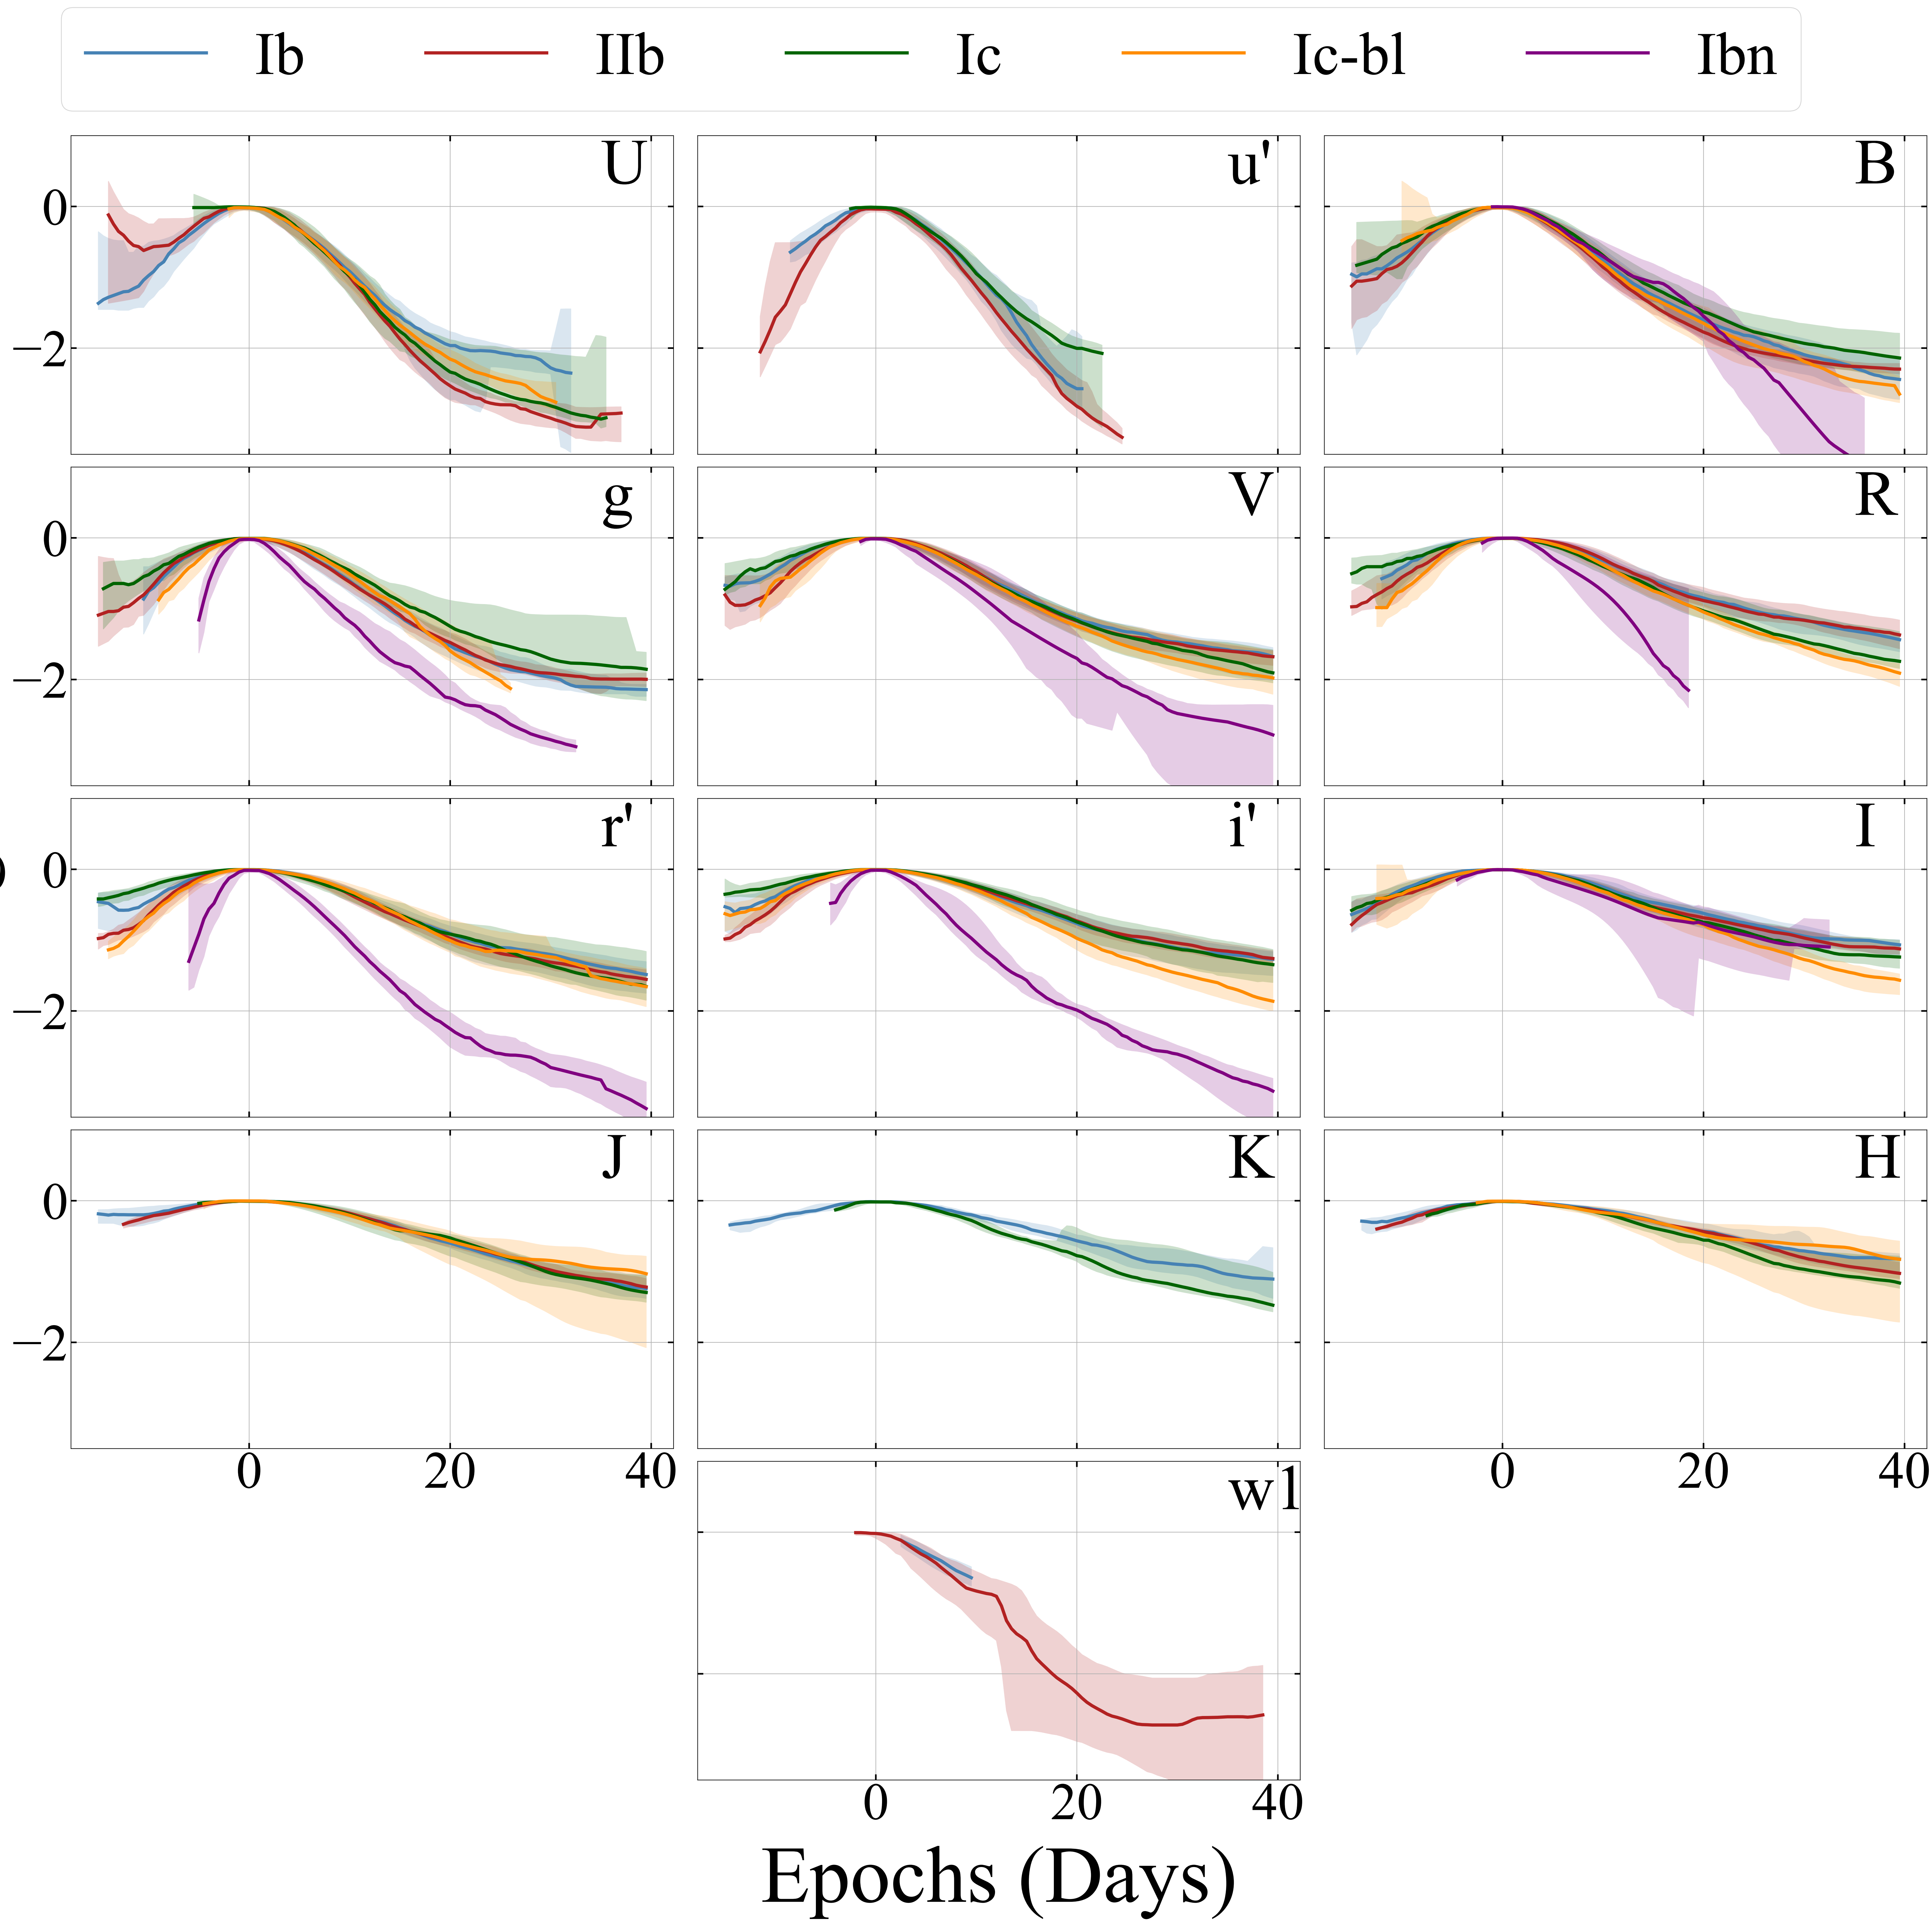 Ib IIb Ic Ic-bl Ibn
U u' B
0
−2
g V R
0
−2
r' i' I
0
−2
J K H
0
−2
0 20 40 0 20 40
w1
0 20 40
Epochs (Days)